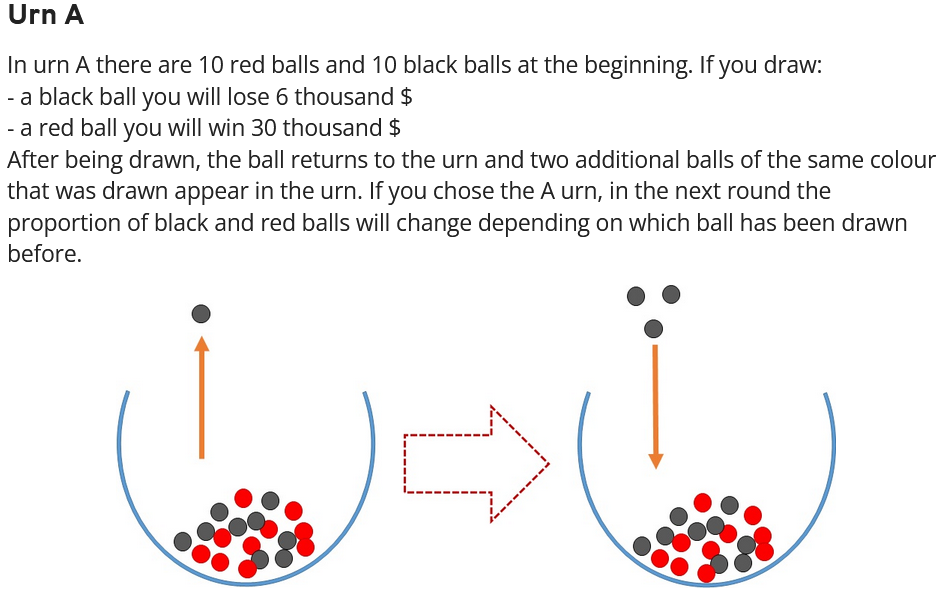 Urn A
In urn A there are 10 red balls and 10 black balls at the beginning. If you draw:
- a black ball you will lose 6 thousand $
- a red ball you will win 30 thousand $
After being drawn, the ball returns to the urn and two additional balls of the same colour
that was drawn appear in the urn. If you chose the A urn, in the next round the
proportion of black and red balls will change depending on which ball has been drawn
before.